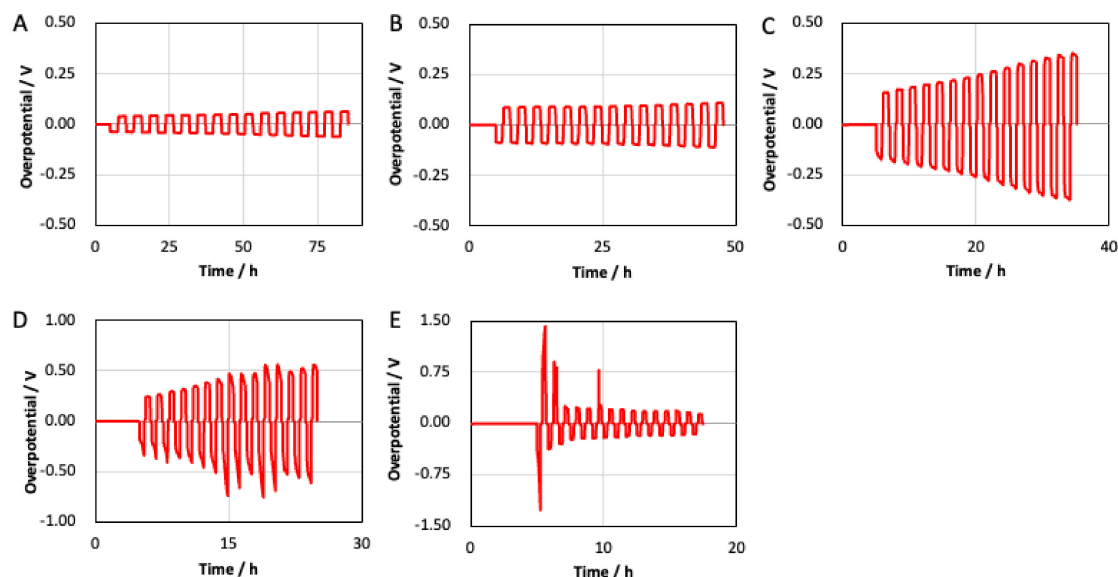 A
Overpotential / V
0.50
0.25
0.00
-0.25
-0.50
0 25 50 75
Time / h
B
Overpotential / V
0.50
0.25
0.00
-0.25
-0.50
0 25 50
Time / h
C
Overpotential / V
0.50
0.25
0.00
-0.25
-0.50
0 20 40
Time / h
D
Overpotential / V
1.00
0.50
0.00
-0.50
-1.00
0 15 30
Time / h
E
Overpotential / V
1.50
0.75
0.00
-0.75
-1.50
0 10 20
Time / h